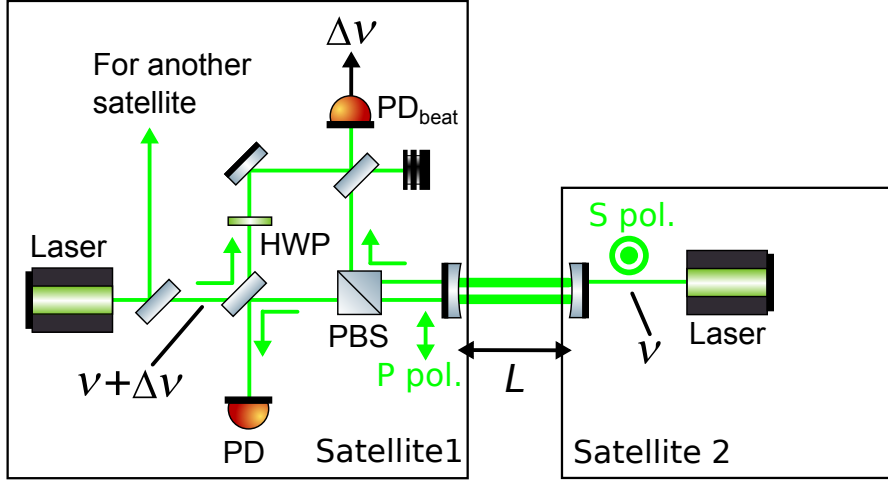 Δν
For another
satellite
PD_beat
S pol.
Laser
HWP
PBS
Laser
ν
ν+Δν
P pol.
L
PD
Satellite1
Satellite 2